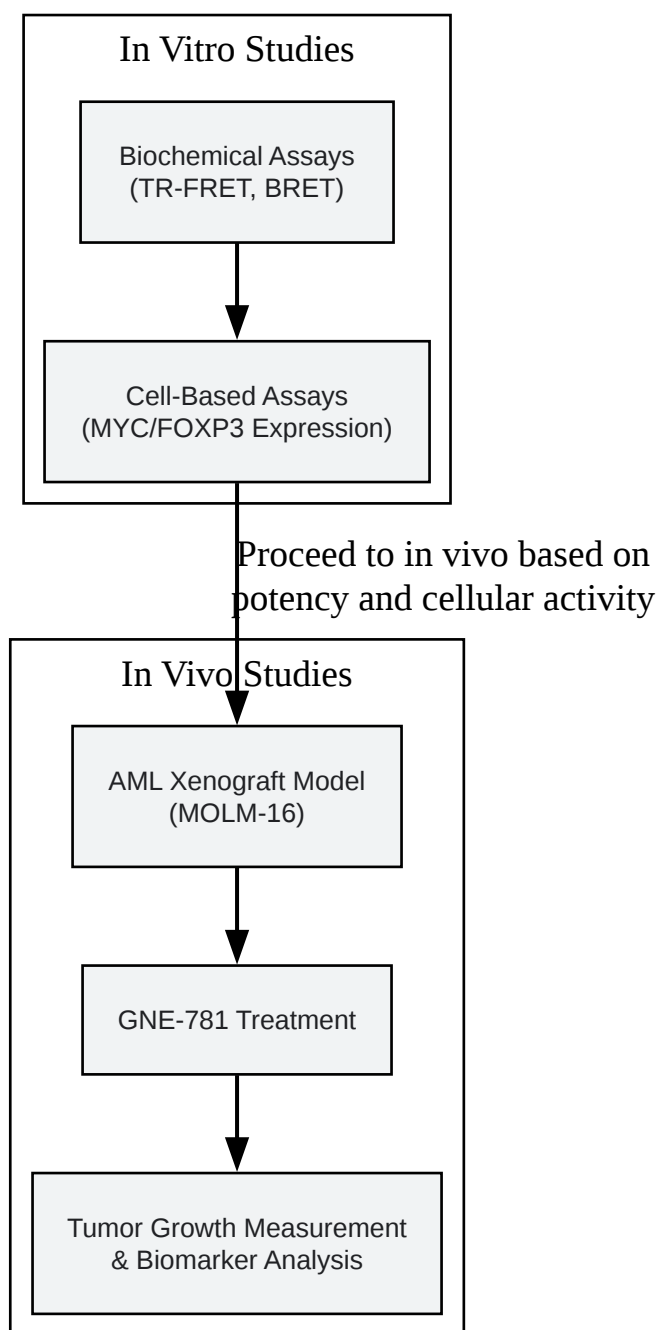 In Vitro Studies
Biochemical Assays
(TR-FRET, BRET)
Cell-Based Assays
(MYC/FOXP3 Expression)
Proceed to in vivo based on
potency and cellular activity
In Vivo Studies
AML Xenograft Model
(MOLM-16)
GNE-781 Treatment
Tumor Growth Measurement
& Biomarker Analysis